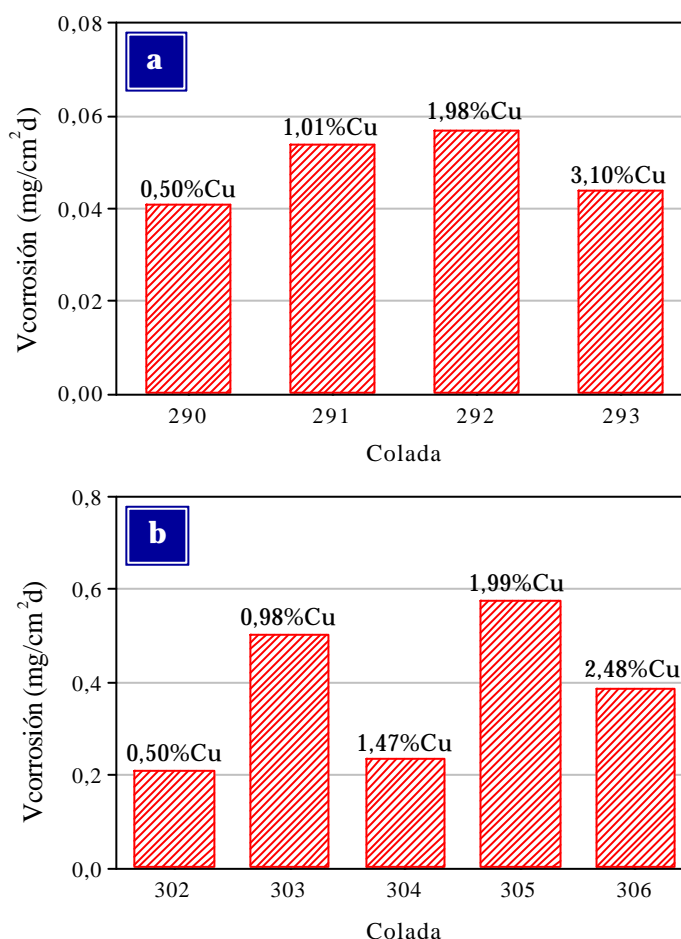 0,08
a
1,98%Cu
1,01%Cu
0,06
3,10%Cu
0,50%Cu
0,04
0,02
0,00
Vcorrosión (mg/cm²d)
290 291 292 293
Colada
0,8
b
1,99%Cu
0,6
0,98%Cu
2,48%Cu
0,4
1,47%Cu
0,50%Cu
0,2
0,0
Vcorrosión (mg/cm²d)
302 303 304 305 306
Colada